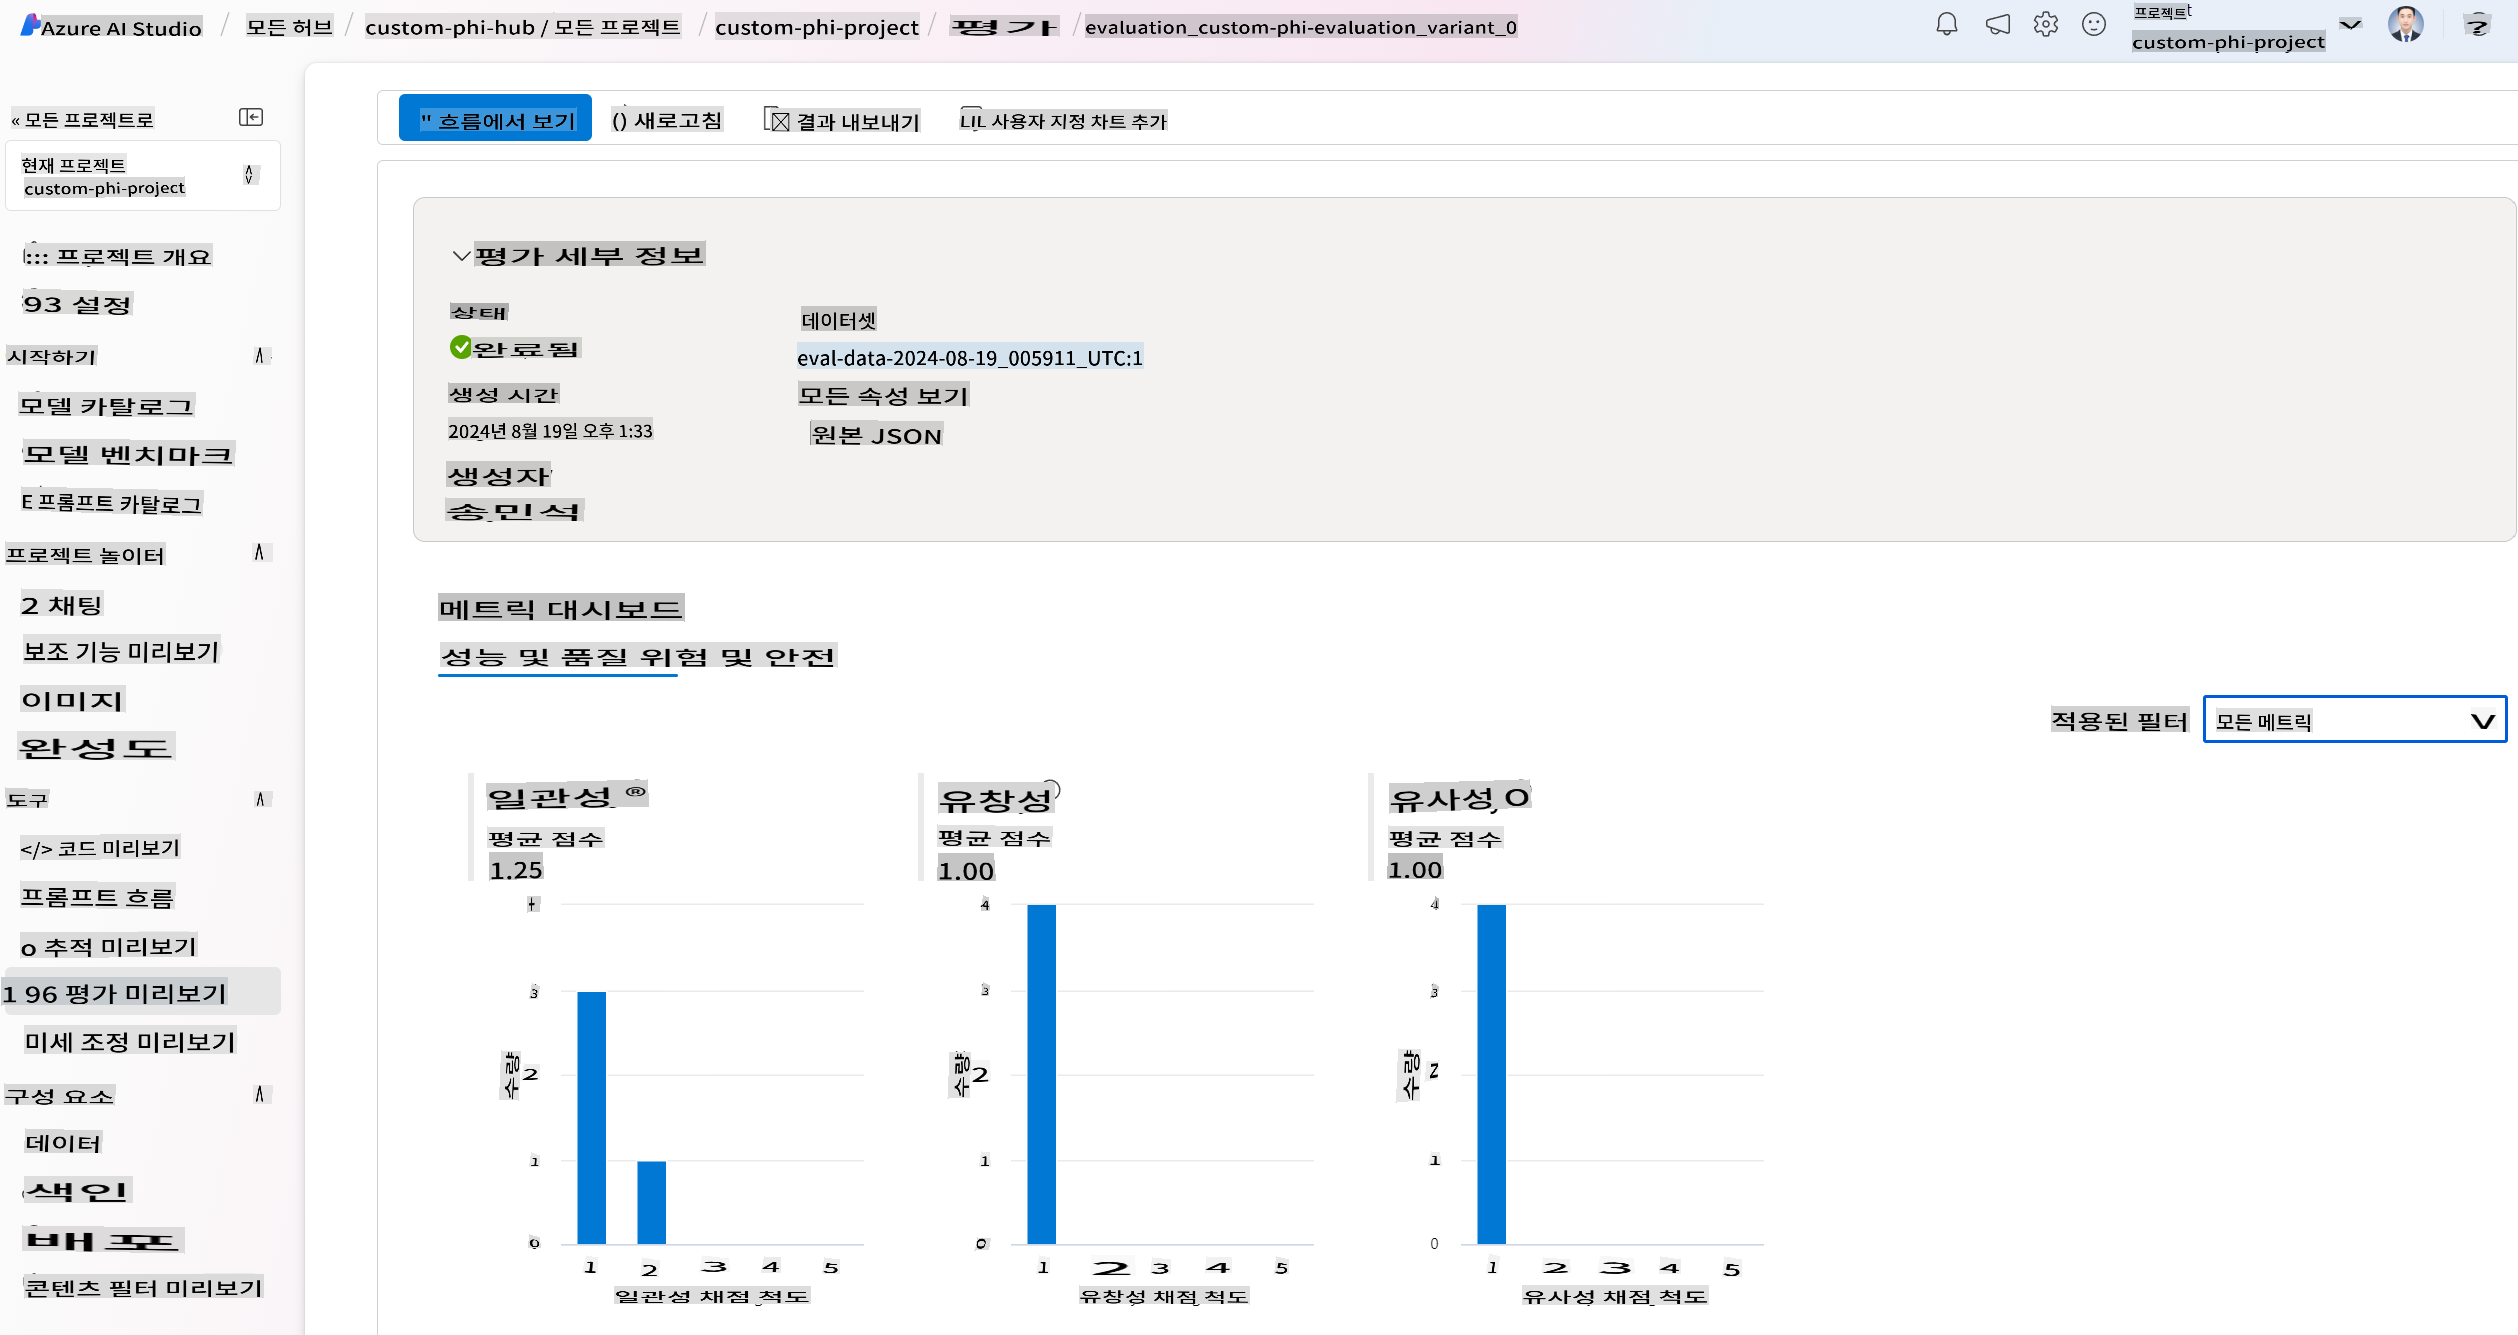 Azure AI Studio / 모든 허브 / custom-phi-hub / 모든 프로젝트 / custom-phi-project / 평가 / evaluation_custom-phi-evaluation_variant_0
프로젝트
custom-phi-project
« 모든 프로젝트로
현재 프로젝트
custom-phi-project
프로젝트 개요
93 설정
시작하기
모델 카탈로그
모델 벤치마크
E 프롬프트 카탈로그
프로젝트 놀이터
2 채팅
보조 기능 미리보기
이미지
완성도
도구
</> 코드 미리보기
프롬프트 흐름
o 추적 미리보기
1 96 평가 미리보기
미세 조정 미리보기
구성 요소
데이터
색인
배포
콘텐츠 필터 미리보기
" 흐름에서 보기
() 새로고침
결과 내보내기
LIL 사용자 지정 차트 추가
평가 세부 정보
상태
완료됨
생성 시간
2024년 8월 19일 오후 1:33
생성자
송민석
데이터셋
eval-data-2024-08-19_005911_UTC:1
모든 속성 보기
원본 JSON
메트릭 대시보드
성능 및 품질 위험 및 안전
적용된 필터
모든 메트릭
일관성 ®
평균 점수
1.25
3
2
1
0
수량
1 2 3 4 5
일관성 채점 척도
유창성
평균 점수
1.00
4
3
2
1
0
수량
1 2 3 4 5
유창성 채점 척도
유사성 O
평균 점수
1.00
4
3
2
1
0
수량
1 2 3 4 5
유사성 채점 척도